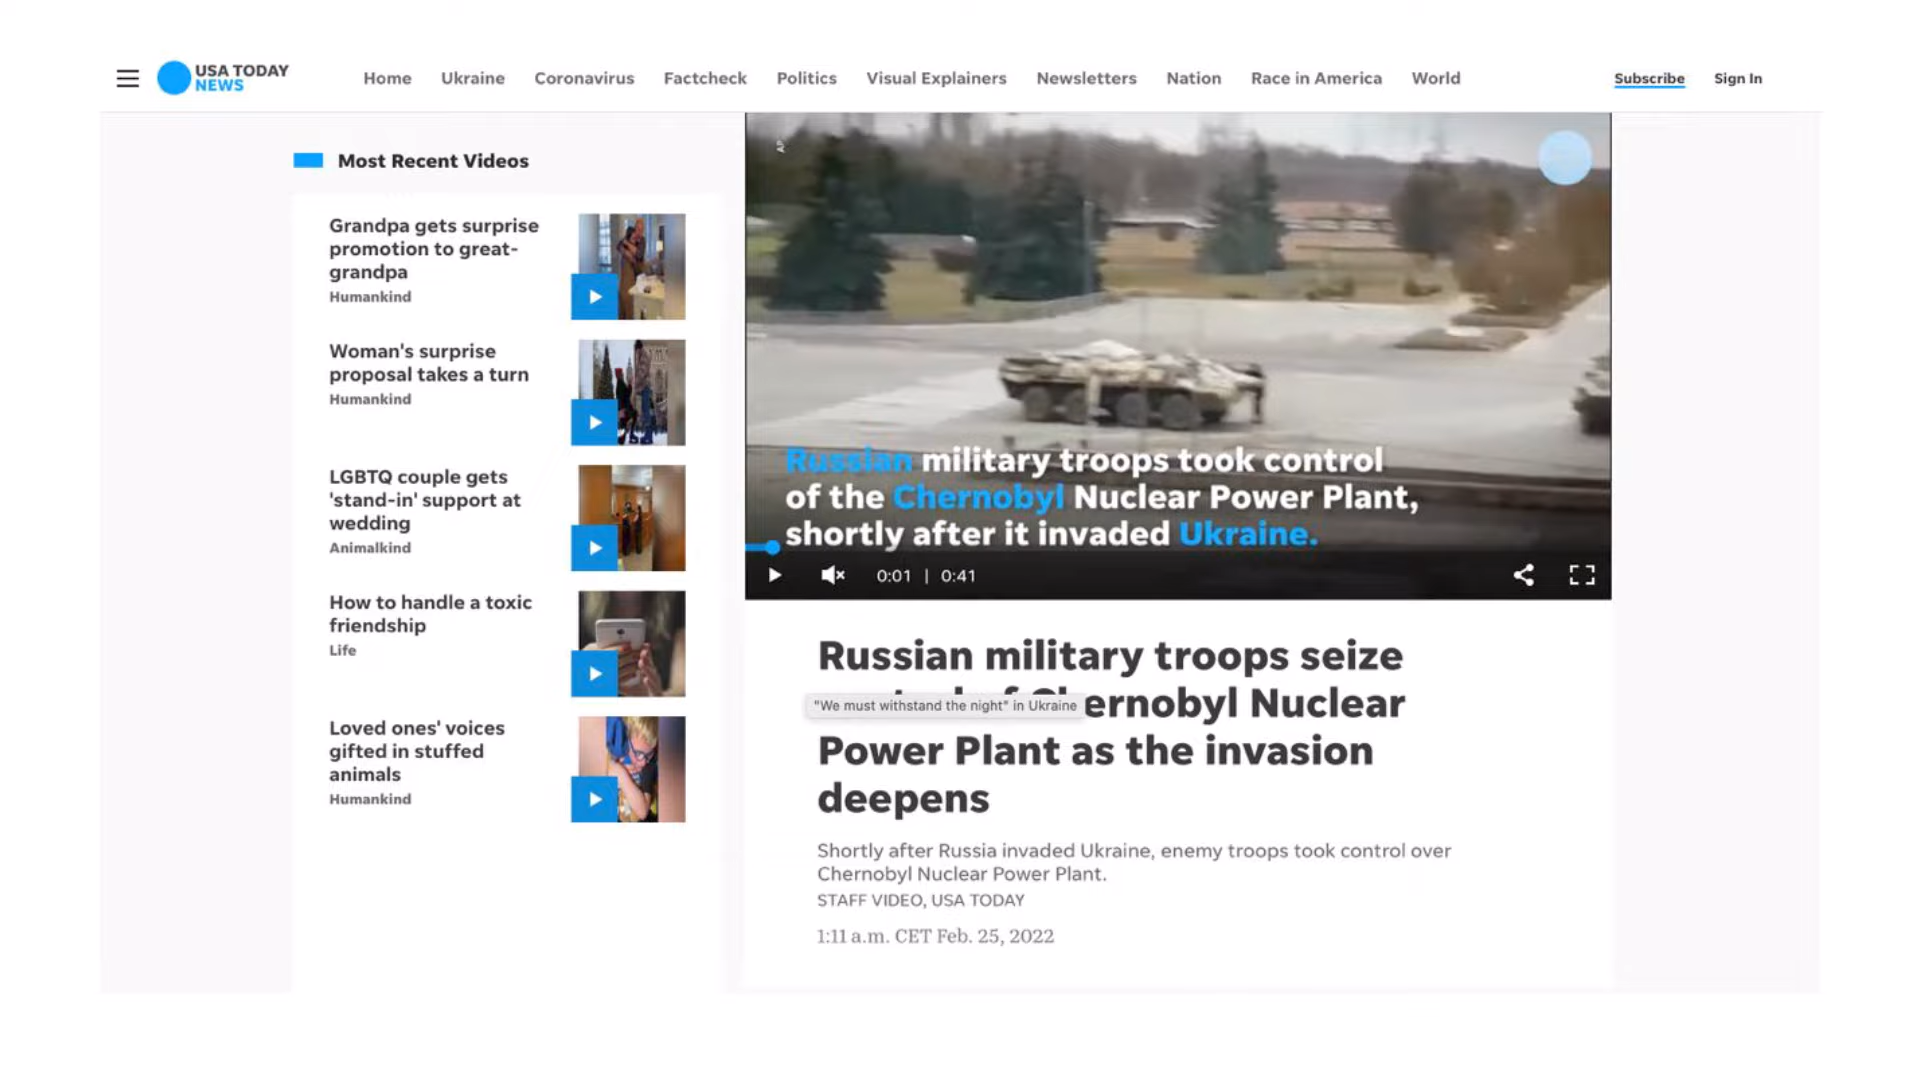 USA TODAY
NEWS
Home Ukraine Coronavirus Factcheck Politics Visual Explainers Newsletters Nation Race in America World Subscribe Sign In
Most Recent Videos
Grandpa gets surprise
promotion to great-
grandpa
Humankind
Woman's surprise
proposal takes a turn
Humankind
LGBTQ couple gets
'stand-in' support at
wedding
Animalkind
How to handle a toxic
friendship
Life
Loved ones' voices
gifted in stuffed
animals
Humankind
AP
Russian military troops took control
of the Chernobyl Nuclear Power Plant,
shortly after it invaded Ukraine.
0:01 | 0:41
Russian military troops seize
"We must withstand the night" in Ukraine
Chernobyl Nuclear
Power Plant as the invasion
deepens
Shortly after Russia invaded Ukraine, enemy troops took control over
Chernobyl Nuclear Power Plant.
STAFF VIDEO, USA TODAY
1:11 a.m. CET Feb. 25, 2022